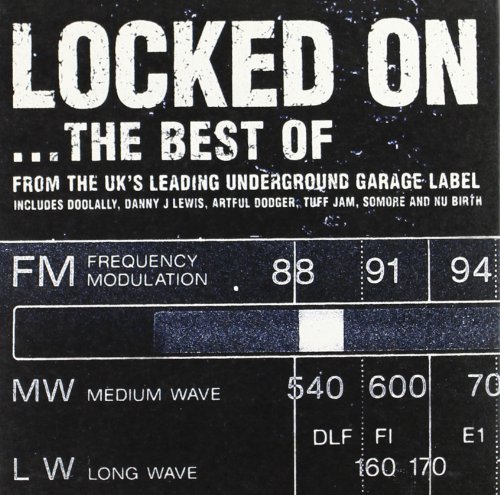 LOCKED ON
...THE BEST OF
FROM THE UK'S LEADING UNDERGROUND GARAGE LABEL
INCLUDES DOOLALLY, DANNY J LEWIS, ARTFUL DODGER, TUFF JAM, SOMORE AND NU BIRTH
FM FREQUENCY MODULATION 88 91 94
MW MEDIUM WAVE 540 600 70
DLF FI E1
LW LONG WAVE 160 170